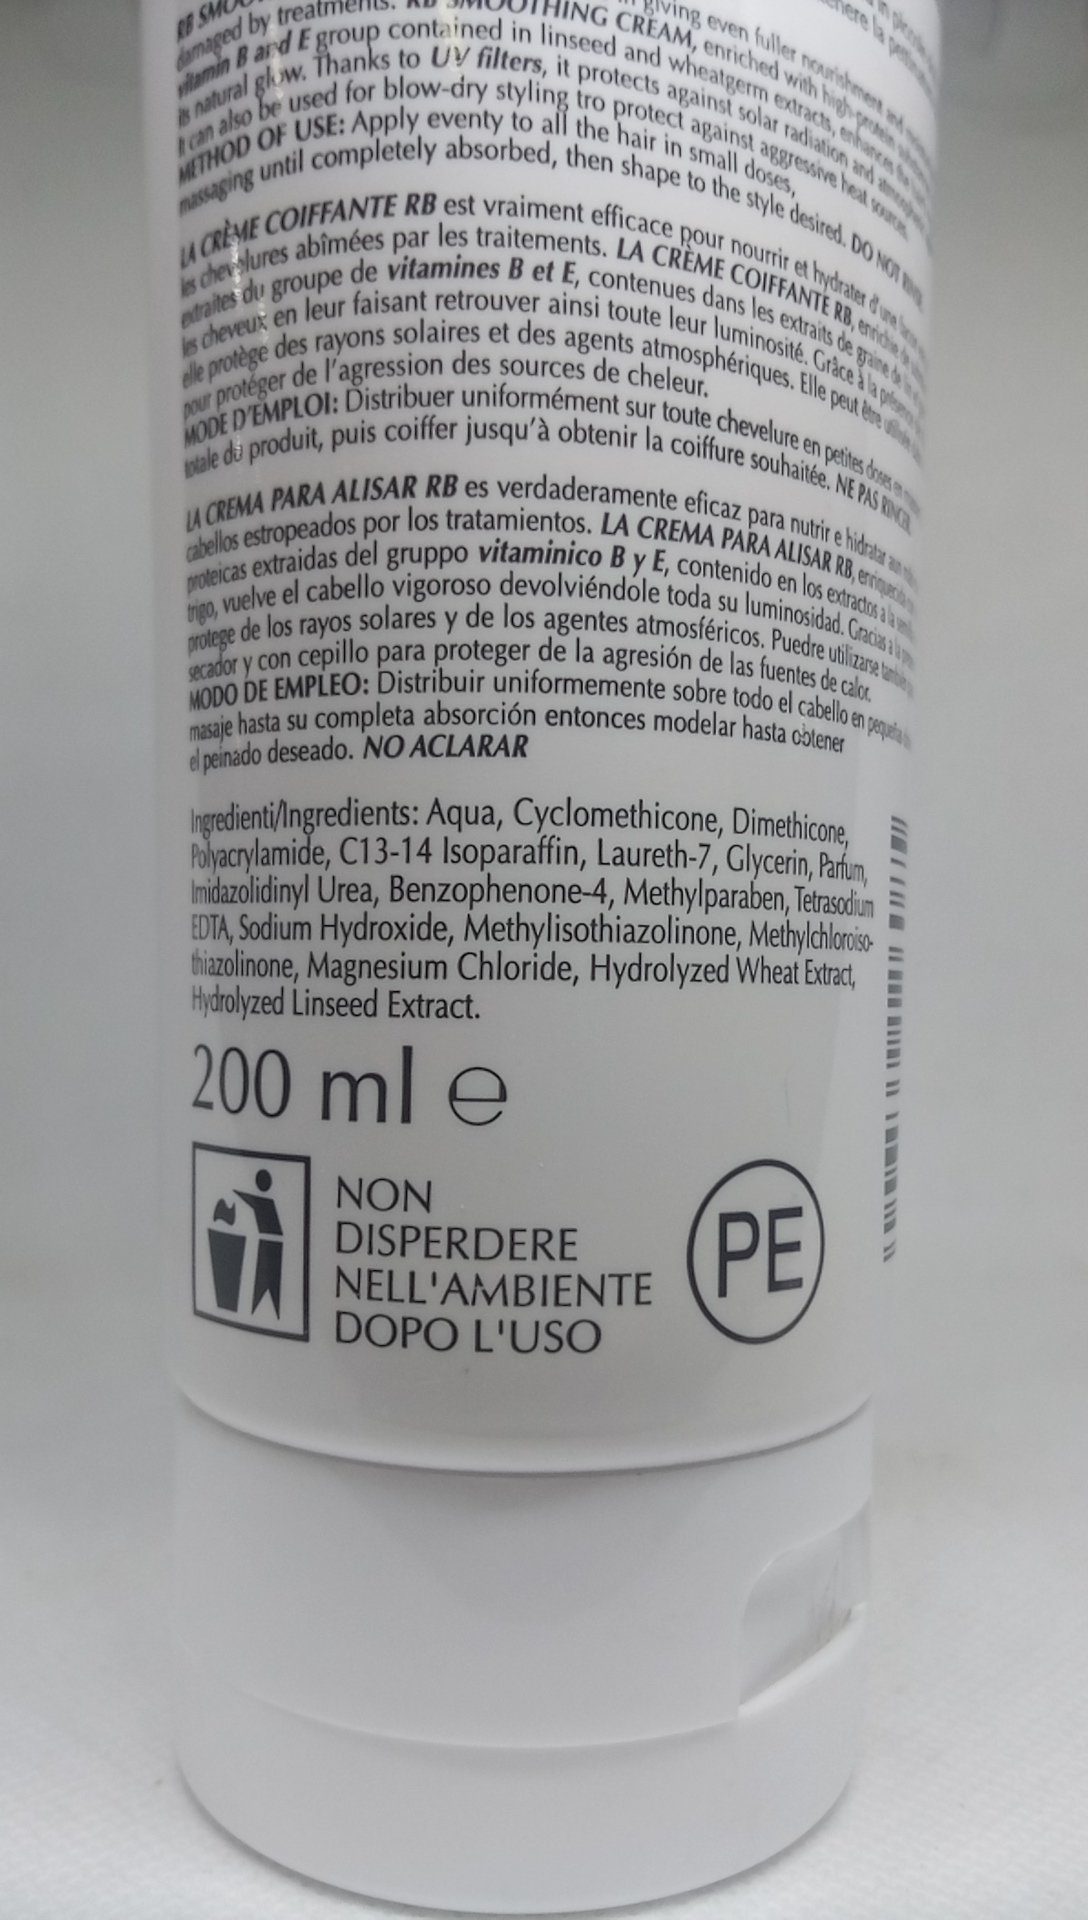 RB
damaged by treatments. RB SMOOTHING CREAM, enriched with high-protein
vitamin B and E group contained in linseed and wheatgerm extracts, enhances the
its natural glow. Thanks to UV filters, it protects against solar radiation and
It can also be used for blow-dry styling tro protect against aggressive heat sources.
METHOD OF USE: Apply eventy to all the hair in small doses,
massaging until completely absorbed, then shape to the style desired. DO NOT
LA CRÈME COIFFANTE RB est vraiment efficace pour nourrir et hydrater d'une
les chevelures abîmées par les traitements. LA CRÈME COIFFANTE RB, enrichie de
extraites du groupe de vitamines B et E, contenues dans les extraits de graine de
les cheveux en leur faisant retrouver ainsi toute leur luminosité. Grâce à la
elle protège des rayons solaires et des agents atmosphériques. Elle peut être
pour protéger de l'agression des sources de cheleur.
MODE D'EMPLOI: Distribuer uniformément sur toute chevelure en petites doses en
totale du produit, puis coiffer jusqu'à obtenir la coiffure souhaitée. NE PAS RINCER
LA CREMA PARA ALISAR RB es verdaderamente eficaz para nutrir e hidratar
cabellos estropeados por los tratamientos. LA CREMA PARA ALISAR RB,
proteicas extraidas del gruppo vitaminico B y E, contenido en los extractos a la
trigo, vuelve el cabello vigoroso devolviéndole toda su luminosidad. Gracias a la
protege de los rayos solares y de los agentes atmosféricos. Puedre utilizarse
secador y con cepillo para proteger de la agresión de las fuentes de calor.
MODO DE EMPLEO: Distribuir uniformemente sobre todo el cabello en
masaje hasta su completa absorción entonces modelar hasta obtener
el peinado deseado. NO ACLARAR
Ingredienti/Ingredients: Aqua, Cyclomethicone, Dimethicone,
Polyacrylamide, C13-14 Isoparaffin, Laureth-7, Glycerin, Parfum,
Imidazolidinyl Urea, Benzophenone-4, Methylparaben, Tetrasodium
EDTA, Sodium Hydroxide, Methylisothiazolinone, Methylchloroiso-
thiazolinone, Magnesium Chloride, Hydrolyzed Wheat Extract,
Hydrolyzed Linseed Extract.
200 ml e
NON
DISPERDERE
NELL'AMBIENTE
DOPO L'USO
PE